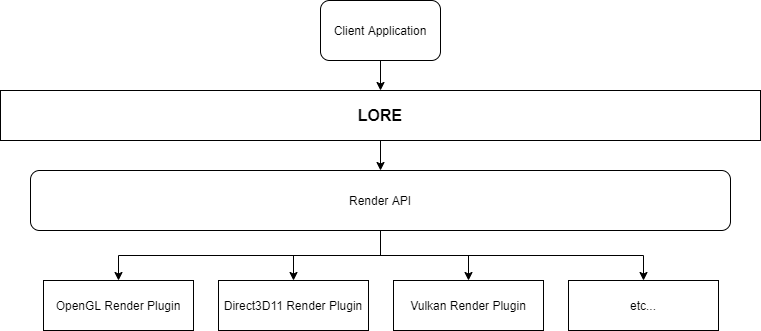 Client Application
LORE
Render API
OpenGL Render Plugin
Direct3D11 Render Plugin
Vulkan Render Plugin
etc...